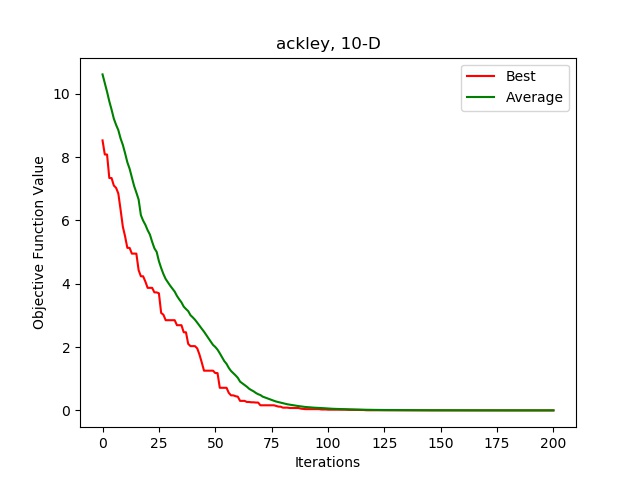 ackley, 10-D
Best
Average
Objective Function Value
10
8
6
4
2
0
0 25 50 75 100 125 150 175 200
Iterations